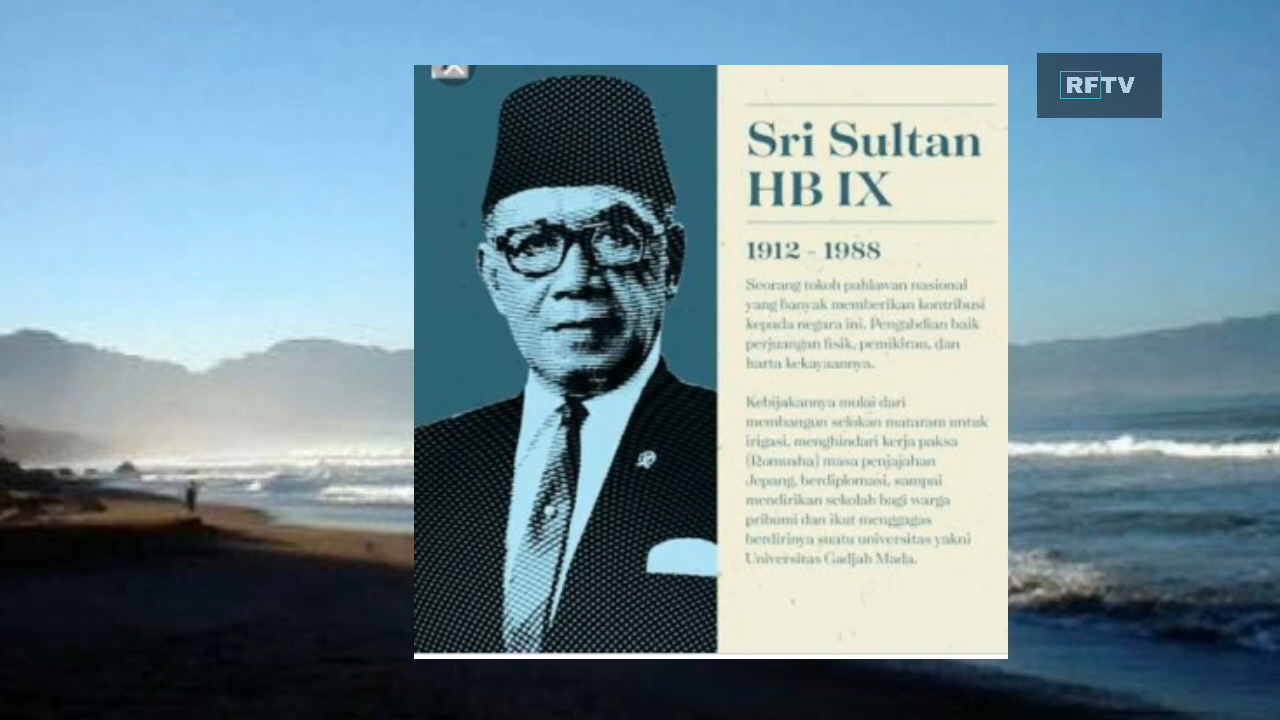 RFTV
Sri Sultan
HB IX
1912 - 1988
Seorang tokoh pahlawan nasional
yang banyak memberikan kontribusi
kepada negara ini. Pengabdian baik
perjuangan fisik, pemikiran, dan
harta kekayaannya.
Kebijakannya mulai dari
membangun selokan mataram untuk
irigasi, menghindari kerja paksa
(Romusha) masa penjajahan
Jepang, berdiplomasi, sampai
mendirikan sekolah bagi warga
pribumi dan ikut menggagas
berdirinya suatu universitas yakni
Universitas Gadjah Mada.